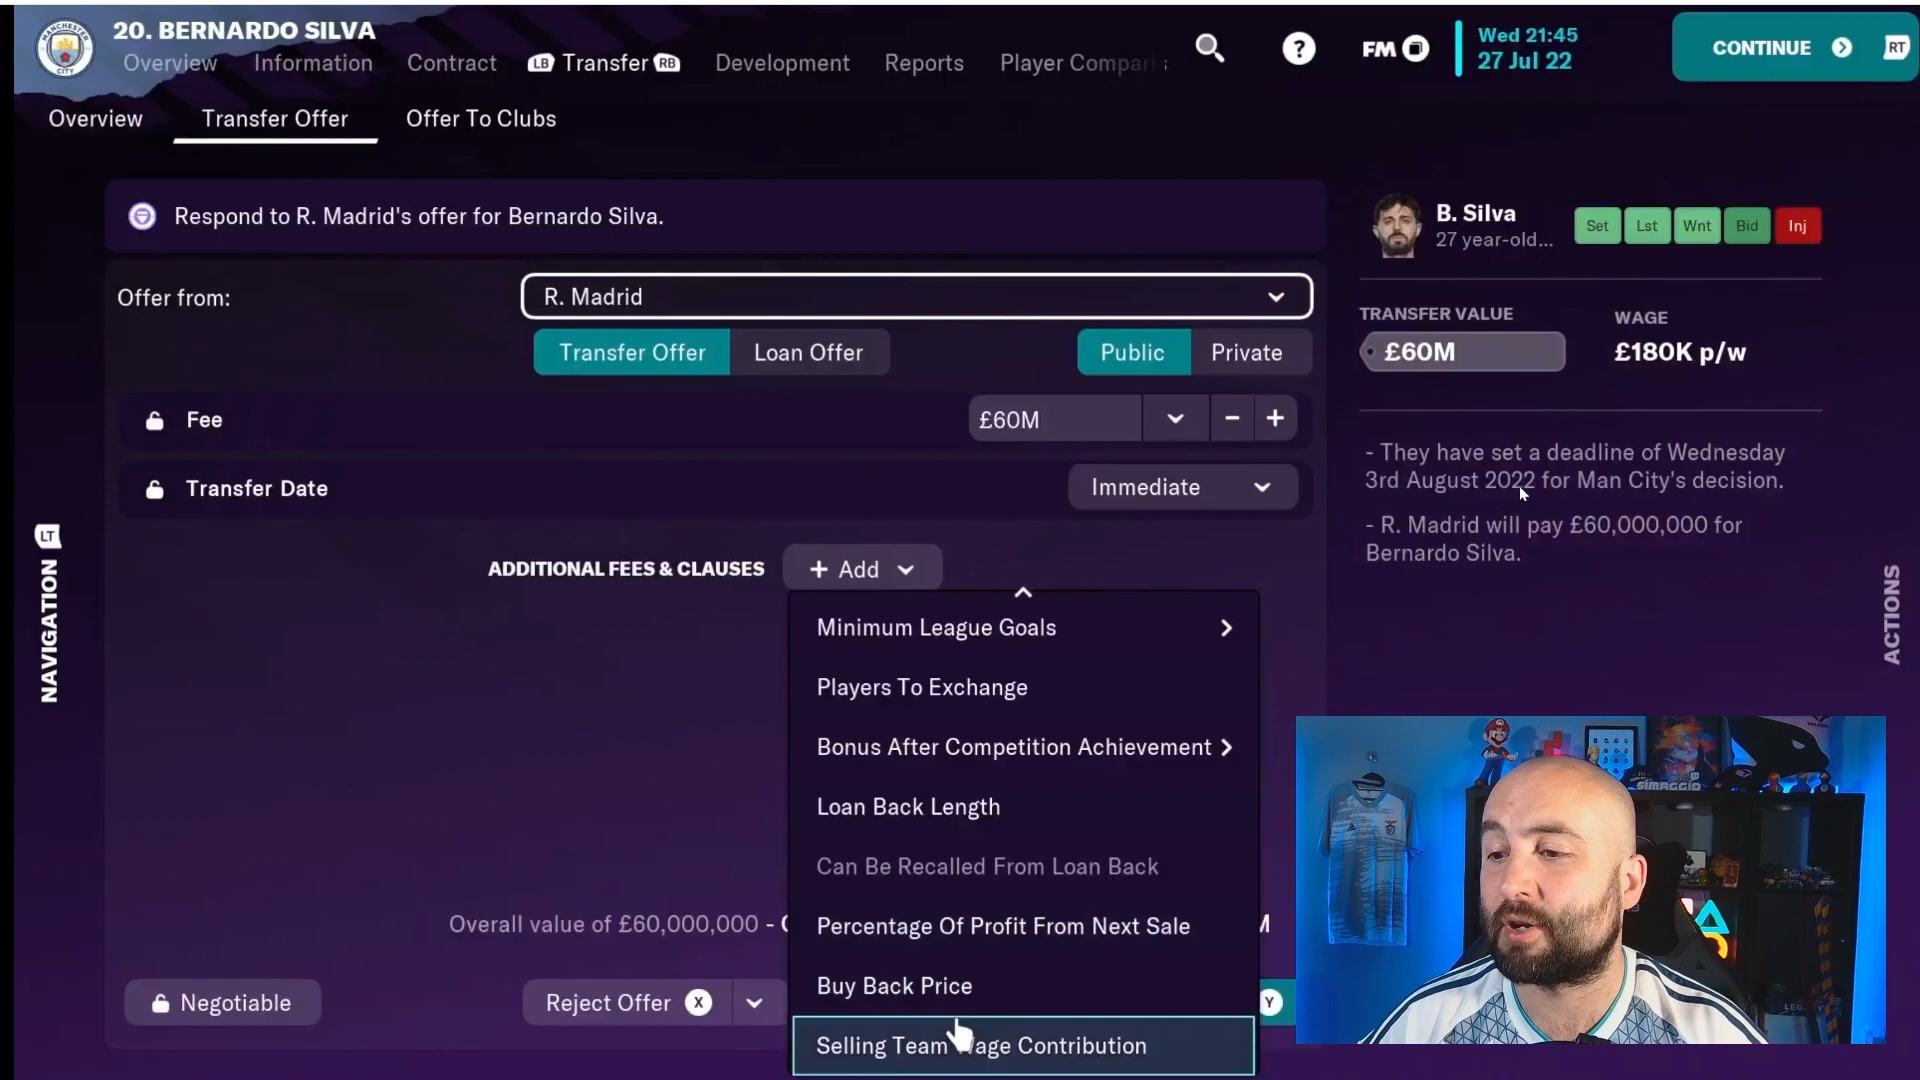 20. BERNARDO SILVA
Overview Information Contract LB Transfer RB Development Reports Player Compari
?
FM
Wed 21:45
27 Jul 22
CONTINUE RT
Overview Transfer Offer Offer To Clubs
Respond to R. Madrid's offer for Bernardo Silva.
Offer from: R. Madrid
Transfer Offer Loan Offer Public Private
Fee £60M - +
Transfer Date Immediate
ADDITIONAL FEES & CLAUSES + Add
Minimum League Goals
Players To Exchange
Bonus After Competition Achievement
Loan Back Length
Can Be Recalled From Loan Back
Percentage Of Profit From Next Sale
Buy Back Price
Selling Team Wage Contribution
Overall value of £60,000,000 -
Negotiable Reject Offer X Y
LT
NAVIGATION
B. Silva
27 year-old...
Set Lst Wnt Bid Inj
TRANSFER VALUE
£60M
WAGE
£180K p/w
- They have set a deadline of Wednesday
3rd August 2022 for Man City's decision.
- R. Madrid will pay £60,000,000 for
Bernardo Silva.
ACTIONS
SIMAGGIO